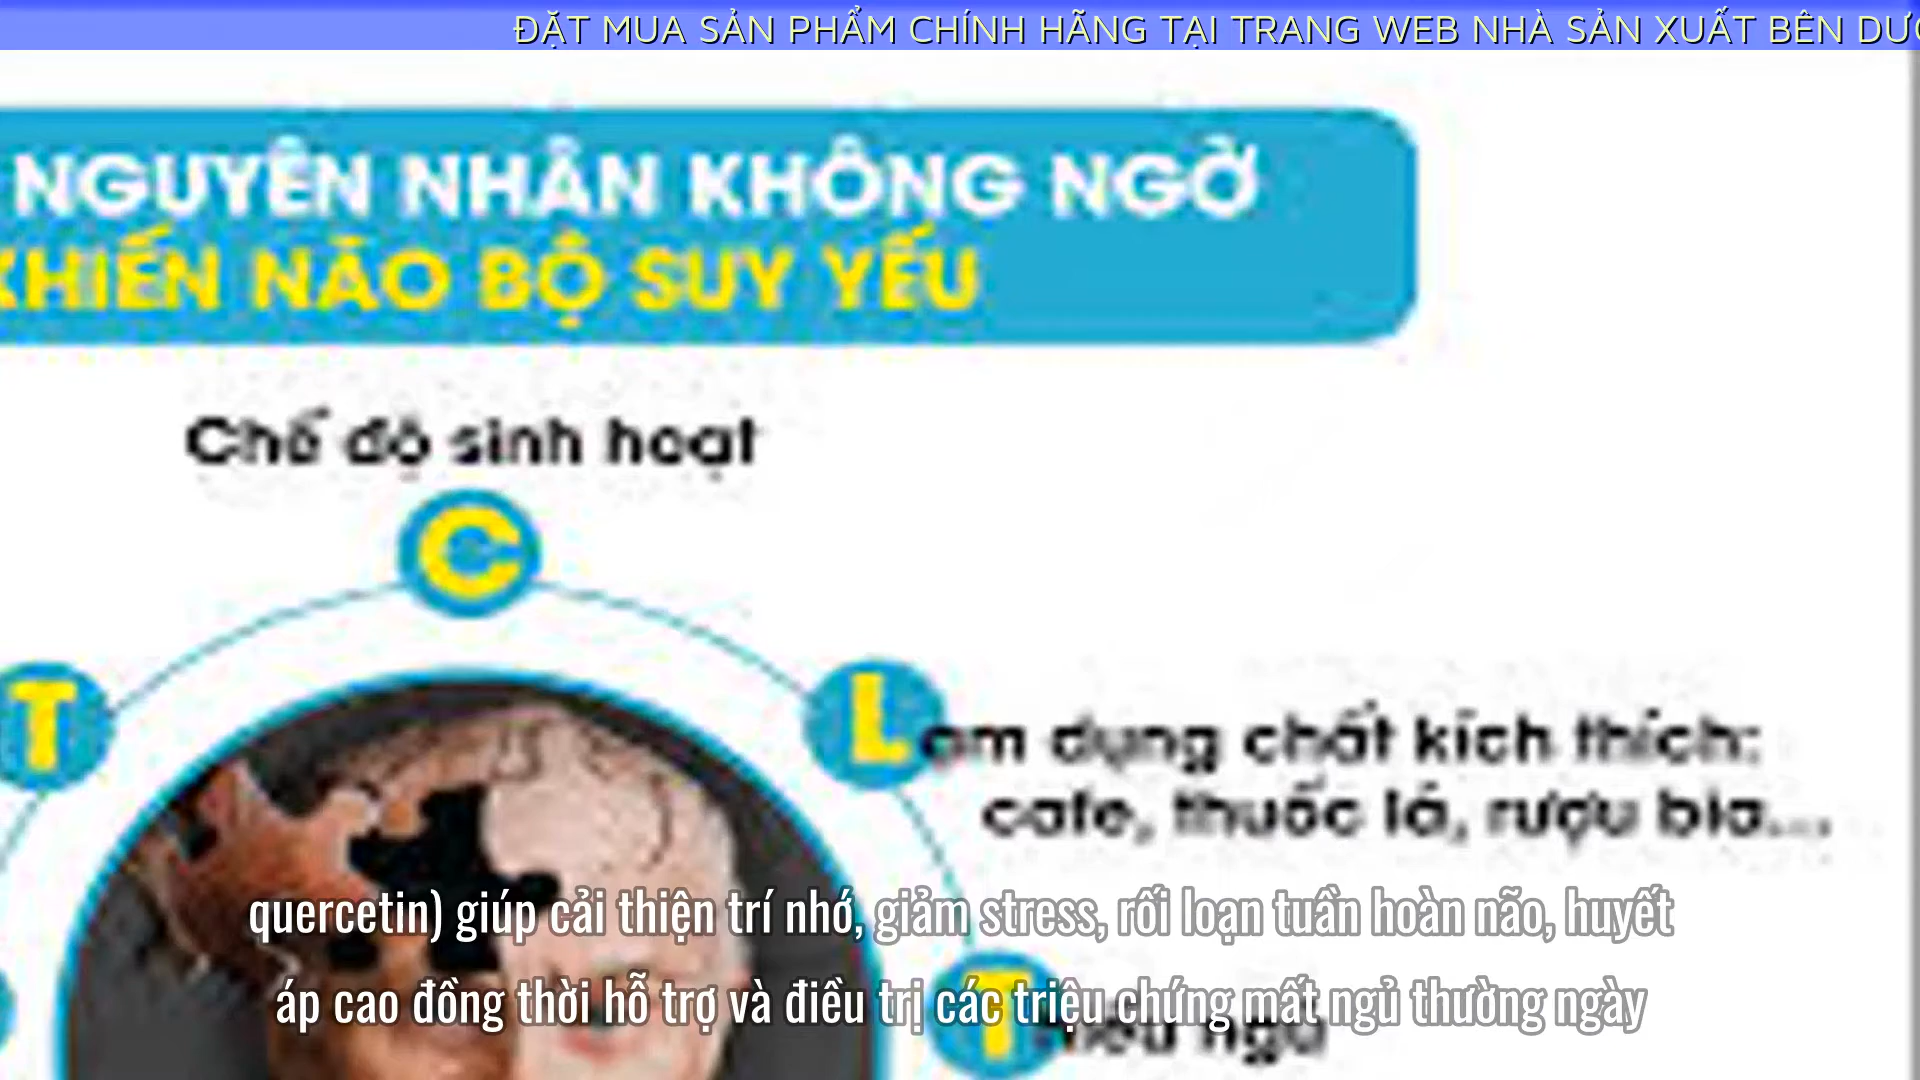 ĐẶT MUA SẢN PHẨM CHÍNH HÃNG TẠI TRANG WEB NHÀ SẢN XUẤT BÊN
NGUYÊN NHÂN KHÔNG NGỜ
KHIẾN NÃO BỘ SUY YẾU
Chế độ sinh hoạt
C
T
Lạm dụng chất kích thích:
cafe, thuốc lá, rượu bia...
quercetin) giúp cải thiện trí nhớ, giảm stress, rối loạn tuần hoàn não, huyết
áp cao đồng thời hỗ trợ và điều trị các triệu chứng mất ngủ thường ngày
Thiếu ngủ